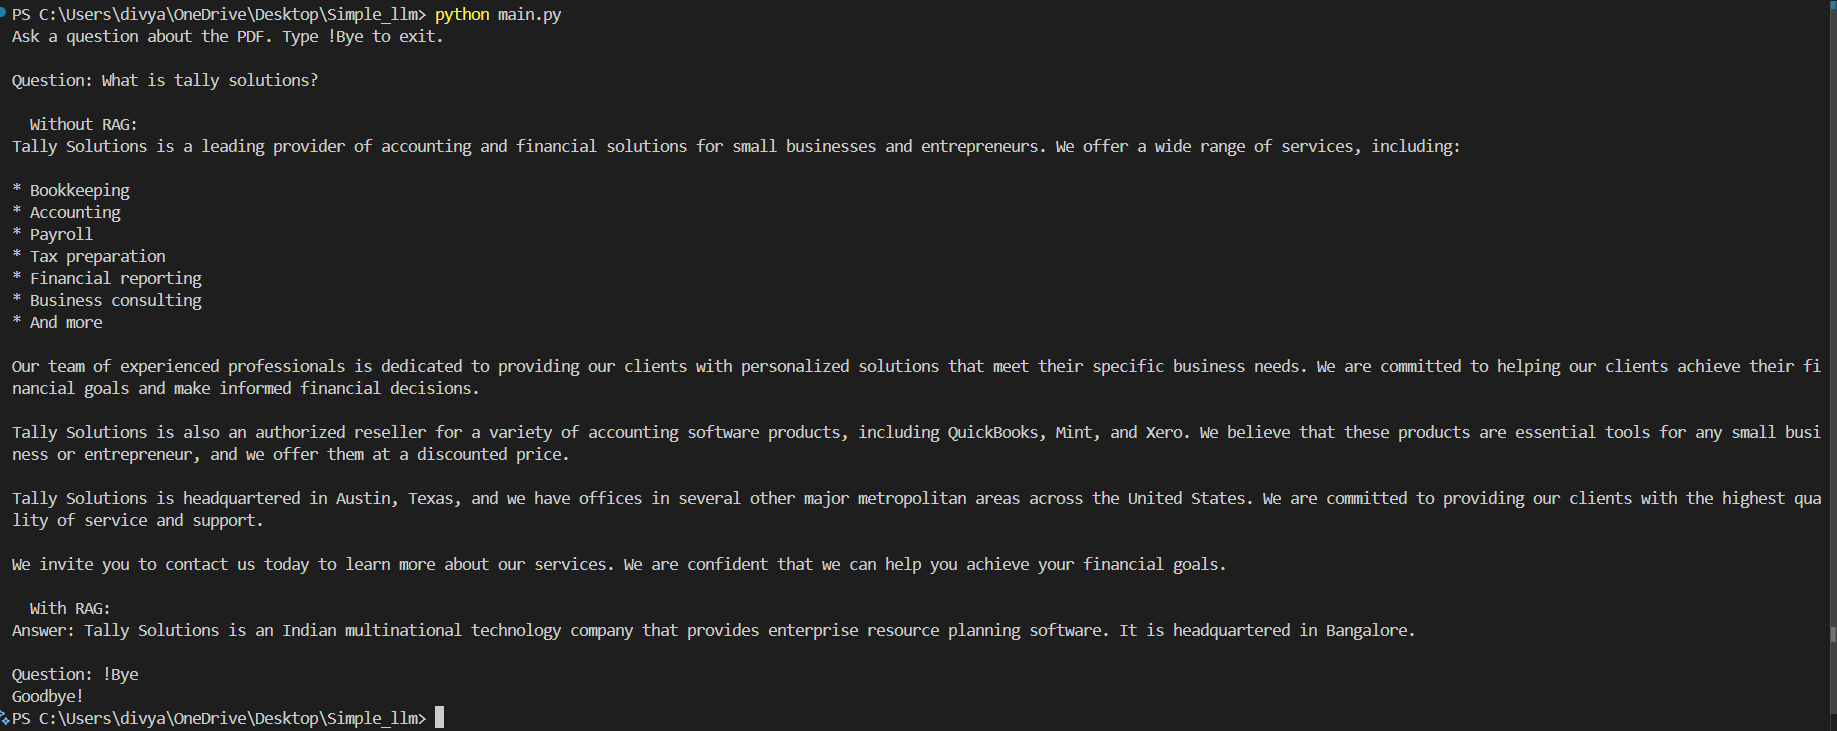 PS C:\Users\divya\OneDrive\Desktop\Simple_llm> python main.py
Ask a question about the PDF. Type !Bye to exit.
Question: What is tally solutions?
Without RAG:
Tally Solutions is a leading provider of accounting and financial solutions for small businesses and entrepreneurs. We offer a wide range of services, including:
* Bookkeeping
* Accounting
* Payroll
* Tax preparation
* Financial reporting
* Business consulting
* And more
Our team of experienced professionals is dedicated to providing our clients with personalized solutions that meet their specific business needs. We are committed to helping our clients achieve their fi
nancial goals and make informed financial decisions.
Tally Solutions is also an authorized reseller for a variety of accounting software products, including QuickBooks, Mint, and Xero. We believe that these products are essential tools for any small busi
ness or entrepreneur, and we offer them at a discounted price.
Tally Solutions is headquartered in Austin, Texas, and we have offices in several other major metropolitan areas across the United States. We are committed to providing our clients with the highest qua
lity of service and support.
We invite you to contact us today to learn more about our services. We are confident that we can help you achieve your financial goals.
With RAG:
Answer: Tally Solutions is an Indian multinational technology company that provides enterprise resource planning software. It is headquartered in Bangalore.
Question: !Bye
Goodbye!
PS C:\Users\divya\OneDrive\Desktop\Simple_llm>